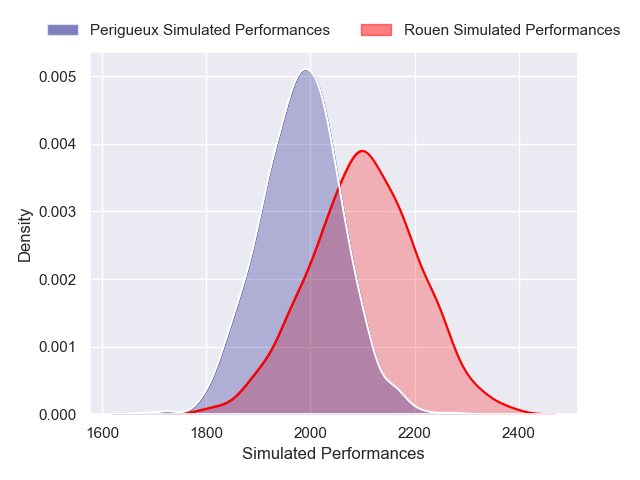 Perigueux Simulated Performances Rouen Simulated Performances
0.005
0.004
0.003
0.002
0.001
0.000
Density
1600 1800 2000 2200 2400
Simulated Performances